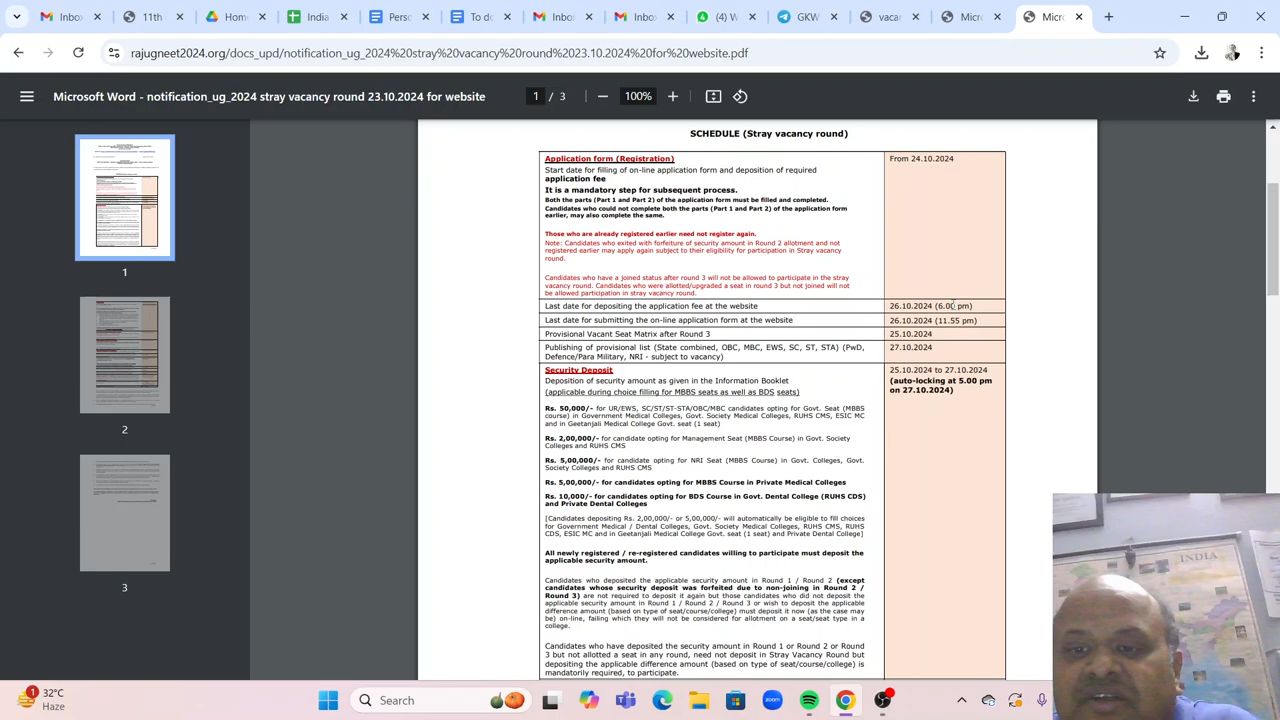 Inbo
11th
Home
India
Perso
To do
Inbox
Inbox
(4) W
GKW
vacar
Micro
Micro
rajugneet2024.org/docs_upd/notification_ug_2024%20stray%20vacancy%20round%2023.10.2024%20for%20website.pdf
Microsoft Word - notification_ug_2024 stray vacancy round 23.10.2024 for website
1 / 3
100%
1
2
3
SCHEDULE (Stray vacancy round)
Application form (Registration) From 24.10.2024
Start date for filling of on-line application form and deposition of required
application fee
It is a mandatory step for subsequent process.
Both the parts (Part 1 and Part 2) of the application form must be filled and completed.
Candidates who could not complete both the parts (Part 1 and Part 2) of the application form
earlier, may also complete the same.
Those who are already registered earlier need not register again.
Note: Candidates who exited with forfeiture of security amount in Round 2 allotment and not
registered earlier may apply again subject to their eligibility for participation in Stray vacancy
round.
Candidates who have a joined status after round 3 will not be allowed to participate in the stray
vacancy round. Candidates who were allotted/upgraded a seat in round 3 but not joined will not
be allowed participation in stray vacancy round.
Last date for depositing the application fee at the website 26.10.2024 (6.00 pm)
Last date for submitting the on-line application form at the website 26.10.2024 (11.55 pm)
Provisional Vacant Seat Matrix after Round 3 25.10.2024
Publishing of provisional list (State combined, OBC, MBC, EWS, SC, ST, STA) (PwD, 27.10.2024
Defence/Para Military, NRI - subject to vacancy)
Security Deposit 25.10.2024 to 27.10.2024
Deposition of security amount as given in the Information Booklet (auto-locking at 5.00 pm
(applicable during choice filling for MBBS seats as well as BDS seats) on 27.10.2024)
Rs. 50,000/- for UR/EWS, SC/ST/ST-STA/OBC/MBC candidates opting for Govt. Seat (MBBS
course) in Government Medical Colleges, Govt. Society Medical Colleges, RUHS CMS, ESIC MC
and in Geetanjali Medical College Govt. seat (1 seat)
Rs. 2,00,000/- for candidate opting for Management Seat (MBBS Course) in Govt. Society
Colleges and RUHS CMS
Rs. 5,00,000/- for candidate opting for NRI Seat (MBBS Course) in Govt. Colleges, Govt.
Society Colleges and RUHS CMS
Rs. 5,00,000/- for candidates opting for MBBS Course in Private Medical Colleges
Rs. 10,000/- for candidates opting for BDS Course in Govt. Dental College (RUHS CDS)
and Private Dental Colleges
[Candidates depositing Rs. 2,00,000/- or 5,00,000/- will automatically be eligible to fill choices
for Government Medical / Dental Colleges, Govt. Society Medical Colleges, RUHS CMS, RUHS
CDS, ESIC MC and in Geetanjali Medical College Govt. seat (1 seat) and Private Dental College]
All newly registered / re-registered candidates willing to participate must deposit the
applicable security amount.
Candidates who deposited the applicable security amount in Round 1 / Round 2 (except
candidates whose security deposit was forfeited due to non-joining in Round 2 /
Round 3) are not required to deposit it again but those candidates who did not deposit the
applicable security amount in Round 1 / Round 2 / Round 3 or wish to deposit the applicable
difference amount (based on type of seat/course/college) must deposit it now (as the case may
be) on-line, failing which they will not be considered for allotment on a seat/seat type in a
college.
Candidates who have deposited the security amount in Round 1 or Round 2 or Round
3 but not allotted a seat in any round, need not deposit in Stray Vacancy Round but
depositing the applicable difference amount (based on type of seat/course/college) is
mandatorily required, to participate.
INDIA
1
32°C
Haze
Search
zoom